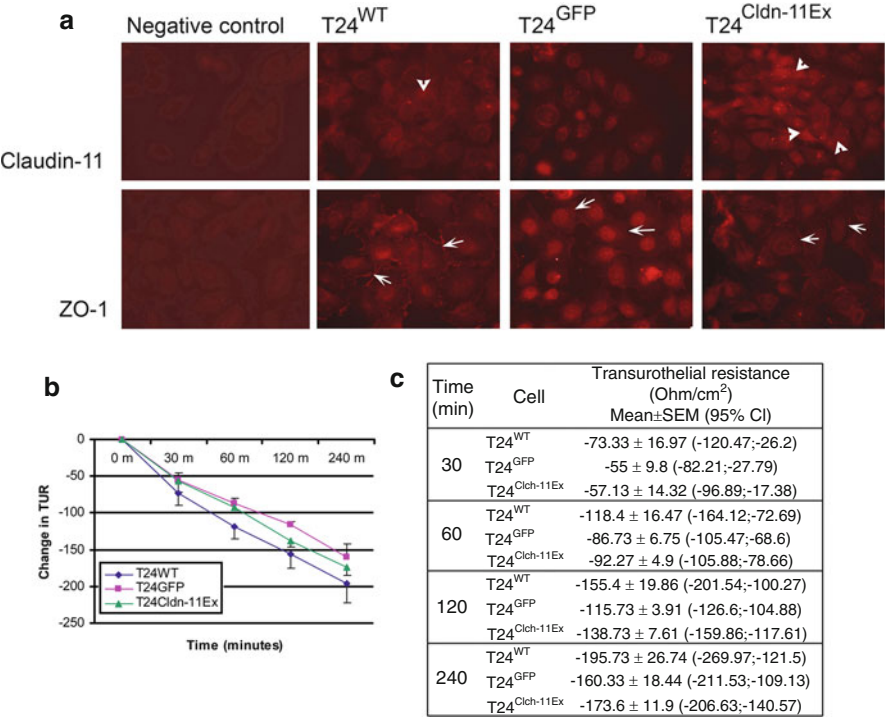 a
Negative control T24WT T24GFP T24Cldn-11Ex
Claudin-11
ZO-1
b
0
-50
-100
-150
-200
-250
0 m 30 m 60 m 120 m 240 m
Change in TUR
T24WT
T24GFP
T24Cldn-11Ex
Time (minutes)
c
Time (min) Cell Transurothelial resistance (Ohm/cm2) Mean±SEM (95% CI)
30
T24WT -73.33 ± 16.97 (-120.47;-26.2)
T24GFP -55 ± 9.8 (-82.21;-27.79)
T24Clch-11Ex -57.13 ± 14.32 (-96.89;-17.38)
60
T24WT -118.4 ± 16.47 (-164.12;-72.69)
T24GFP -86.73 ± 6.75 (-105.47;-68.6)
T24Clch-11Ex -92.27 ± 4.9 (-105.88;-78.66)
120
T24WT -155.4 ± 19.86 (-201.54;-100.27)
T24GFP -115.73 ± 3.91 (-126.6;-104.88)
T24Clch-11Ex -138.73 ± 7.61 (-159.86;-117.61)
240
T24WT -195.73 ± 26.74 (-269.97;-121.5)
T24GFP -160.33 ± 18.44 (-211.53;-109.13)
T24Clch-11Ex -173.6 ± 11.9 (-206.63;-140.57)